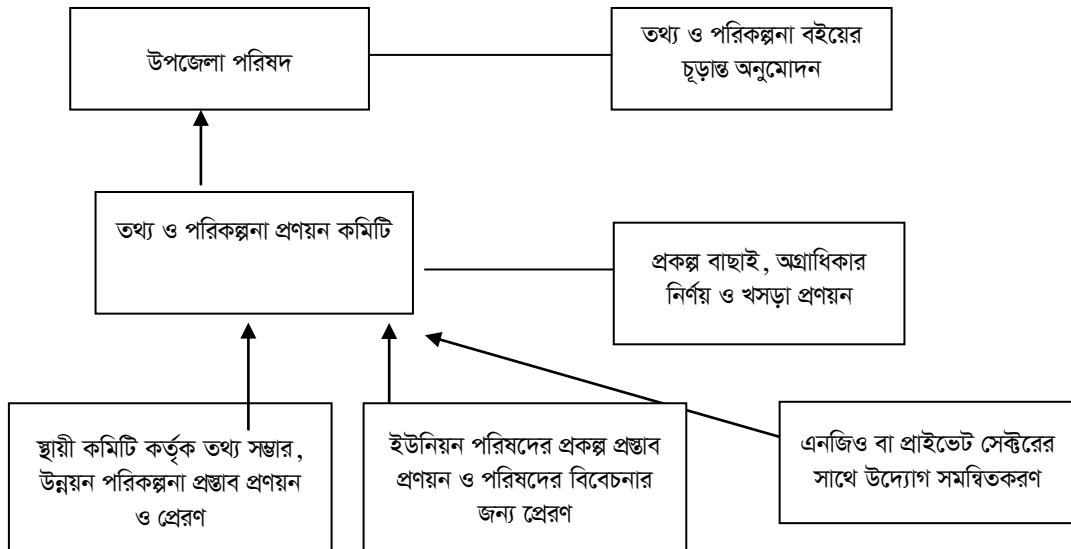 উপজেলা পরিষদ
তথ্য ও পরিকল্পনা বইয়ের
চূড়ান্ত অনুমোদন
তথ্য ও পরিকল্পনা প্রণয়ন কমিটি
প্রকল্প বাছাই, অগ্রাধিকার
নির্ণয় ও খসড়া প্রণয়ন
স্থায়ী কমিটি কর্তৃক তথ্য সম্ভার,
উন্নয়ন পরিকল্পনা প্রস্তাব প্রণয়ন
ও প্রেরণ
ইউনিয়ন পরিষদের প্রকল্প প্রস্তাব
প্রণয়ন ও পরিষদের বিবেচনার
জন্য প্রেরণ
এনজিও বা প্রাইভেট সেক্টরের
সাথে উদ্যোগ সমন্বিতকরণ